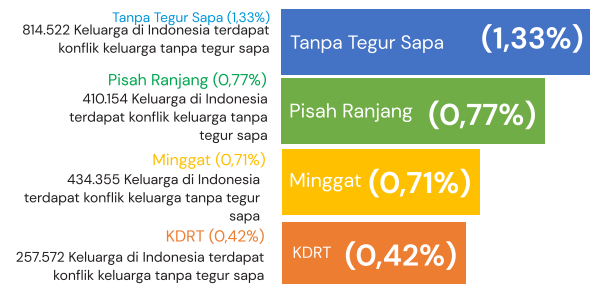 Tanpa Tegur Sapa (1,33%)
814.522 Keluarga di Indonesia terdapat
konflik keluarga tanpa tegur sapa
Tanpa Tegur Sapa (1,33%)
Pisah Ranjang (0,77%)
410.154 Keluarga di Indonesia
terdapat konflik keluarga tanpa
tegur sapa
Pisah Ranjang (0,77%)
Minggat (0,71%)
434.355 Keluarga di Indonesia
terdapat konflik keluarga tanpa tegur
sapa
Minggat (0,71%)
KDRT (0,42%)
257.572 Keluarga di Indonesia terdapat
konflik keluarga tanpa tegur sapa
KDRT (0,42%)